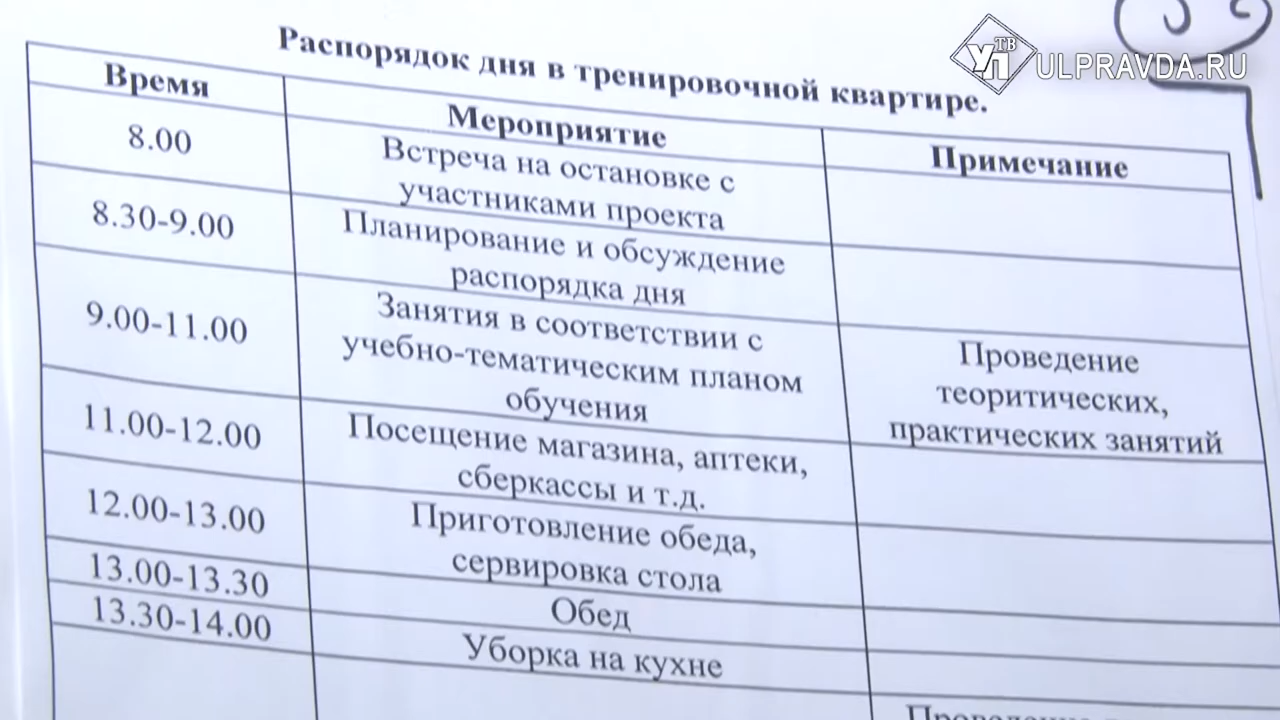 УП ТВ ULPRAVDA.RU
Распорядок дня в тренировочной квартире.
Время Мероприятие Примечание
8.00 Встреча на остановке с
участниками проекта
8.30-9.00 Планирование и обсуждение
распорядка дня
9.00-11.00 Занятия в соответствии с
учебно-тематическим планом
обучения
Проведение
теоритических,
практических занятий
11.00-12.00 Посещение магазина, аптеки,
сберкассы и т.д.
12.00-13.00 Приготовление обеда,
сервировка стола
13.00-13.30 Обед
13.30-14.00 Уборка на кухне